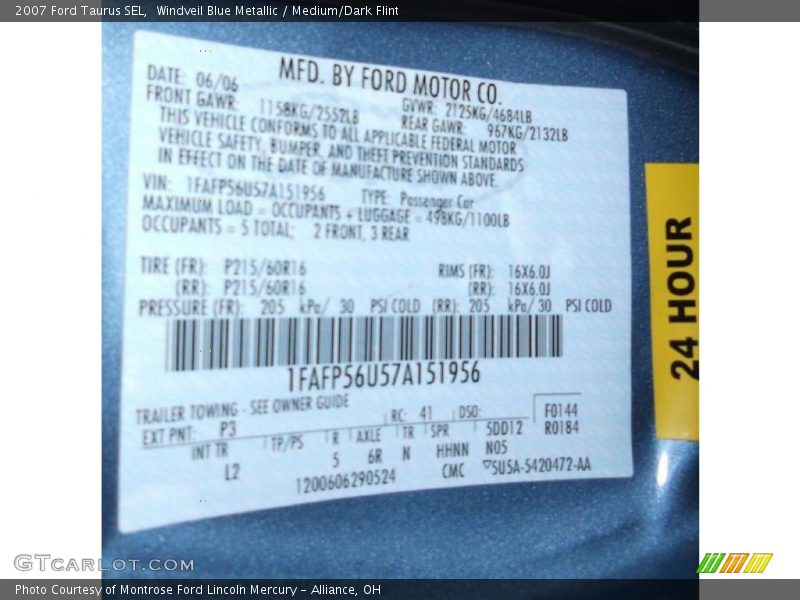 2007 Ford Taurus SEL,  Windveil Blue Metallic / Medium/Dark Flint
MFD. BY FORD MOTOR CO.
DATE: 06/06
GVWR: 2125KG/4684LB
FRONT GAWR: 1158KG/2552LB
REAR GAWR: 967KG/2132LB
THIS VEHICLE CONFORMS TO ALL APPLICABLE FEDERAL MOTOR
VEHICLE SAFETY, BUMPER, AND THEFT PREVENTION STANDARDS
IN EFFECT ON THE DATE OF MANUFACTURE SHOWN ABOVE.
VIN: 1FAFP56U57A151956 TYPE: Passenger Car
MAXIMUM LOAD = OCCUPANTS + LUGGAGE = 498KG/1100LB
OCCUPANTS = 5 TOTAL; 2 FRONT, 3 REAR
TIRE (FR): P215/60R16 RIMS (FR): 16X6.0J
(RR): P215/60R16 (RR): 16X6.0J
PRESSURE (FR): 205 kPa/ 30 PSI COLD (RR): 205 kPa/ 30 PSI COLD
1FAFP56U57A151956
TRAILER TOWING - SEE OWNER GUIDE
RC: 41 DSO: F0144
EXT PNT: P3 R0184
INT TR TP/PS R AXLE TR SPR 5DD12
L2 5 6R N HHNN N05
1200606290524 CMC 5U5A-5420472-AA
24 HOUR
GTCARLOT.COM
Photo Courtesy of Montrose Ford Lincoln Mercury - Alliance, OH